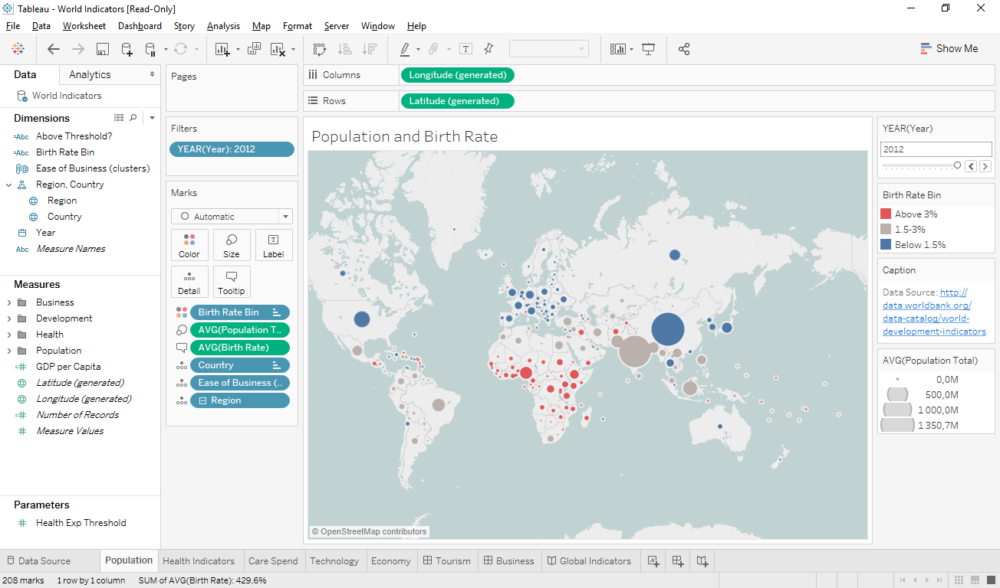 Tableau - World Indicators [Read-Only]
File Data Worksheet Dashboard Story Analysis Map Format Server Window Help
Show Me
Data Analytics
World Indicators
Dimensions
=Abc Above Threshold?
=Abc Birth Rate Bin
Ease of Business (clusters)
Region, Country
Region
Country
Year
Abc Measure Names
Measures
Business
Development
Health
Population
GDP per Capita
Latitude (generated)
Longitude (generated)
Number of Records
Measure Values
Parameters
Health Exp Threshold
Pages
Filters
YEAR(Year): 2012
Marks
Automatic
Color Size Label
Detail Tooltip
Birth Rate Bin
AVG(Population T..
AVG(Birth Rate)
Country
Ease of Business (..
Region
Columns Longitude (generated)
Rows Latitude (generated)
Population and Birth Rate
© OpenStreetMap contributors
YEAR(Year)
2012
Birth Rate Bin
Above 3%
1.5-3%
Below 1.5%
Caption
Data Source: http://
data.worldbank.org/
data-catalog/world-
development-indicators
AVG(Population Total)
0,0M
500,0M
1 000,0M
1 350,7M
Data Source Population Health Indicators Care Spend Technology Economy Tourism Business Global Indicators
208 marks 1 row by 1 column SUM of AVG(Birth Rate): 429,6%